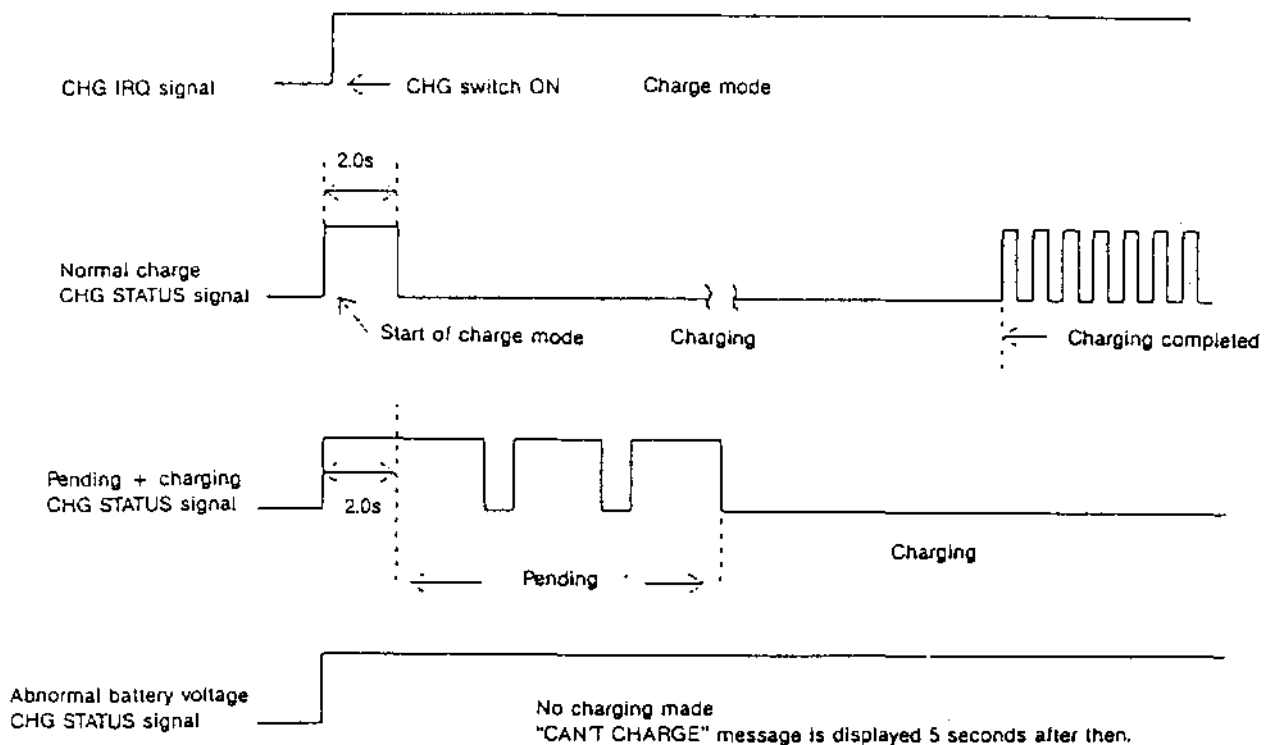 CHG IRQ signal
CHG switch ON
Charge mode
2.0s
Normal charge
CHG STATUS signal
Start of charge mode
Charging
Charging completed
Pending + charging
CHG STATUS signal
2.0s
Pending
Charging
Abnormal battery voltage
CHG STATUS signal
No charging made
"CAN'T CHARGE" message is displayed 5 seconds after then.